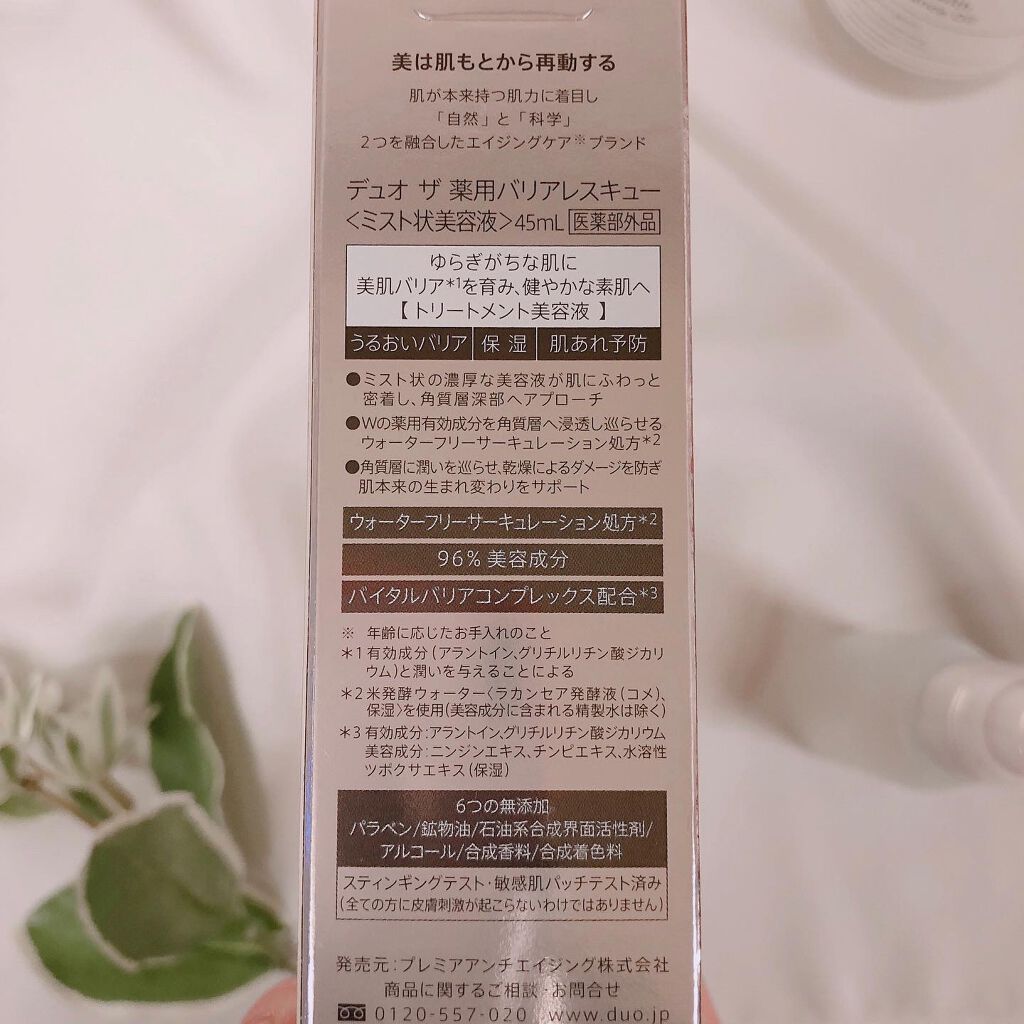 美は肌もとから再動する
肌が本来持つ肌力に着目し
「自然」と「科学」
2つを融合したエイジングケア※ブランド
デュオ ザ 薬用バリアレスキュー
〈ミスト状美容液〉45mL 医薬部外品
ゆらぎがちな肌に
美肌バリア*1を育み、健やかな素肌へ
【 トリートメント美容液 】
うるおいバリア 保 湿 肌あれ予防
●ミスト状の濃厚な美容液が肌にふわっと
密着し、角質層深部へアプローチ
●Wの薬用有効成分を角質層へ浸透し巡らせる
ウォーターフリーサーキュレーション処方*2
●角質層に潤いを巡らせ、乾燥によるダメージを防ぎ
肌本来の生まれ変わりをサポート
ウォーターフリーサーキュレーション処方*2
96% 美容成分
バイタルバリアコンプレックス配合*3
※ 年齢に応じたお手入れのこと
*1 有効成分(アラントイン、グリチルリチン酸ジカリ
ウム)と潤いを与えることによる
*2 米発酵ウォーター〈ラカンセア発酵液(コメ)、
保湿〉を使用(美容成分に含まれる精製水は除く)
*3 有効成分:アラントイン、グリチルリチン酸ジカリウム
美容成分:ニンジンエキス、チンピエキス、水溶性
ツボクサエキス(保湿)
6つの無添加
パラベン/鉱物油/石油系合成界面活性剤/
アルコール/合成香料/合成着色料
スティンギングテスト・敏感肌パッチテスト済み
(全ての方に皮膚刺激が起こらないわけではありません)
発売元:プレミアアンチエイジング株式会社
商品に関するご相談・お問合せ
0120-557-020 www.duo.jp